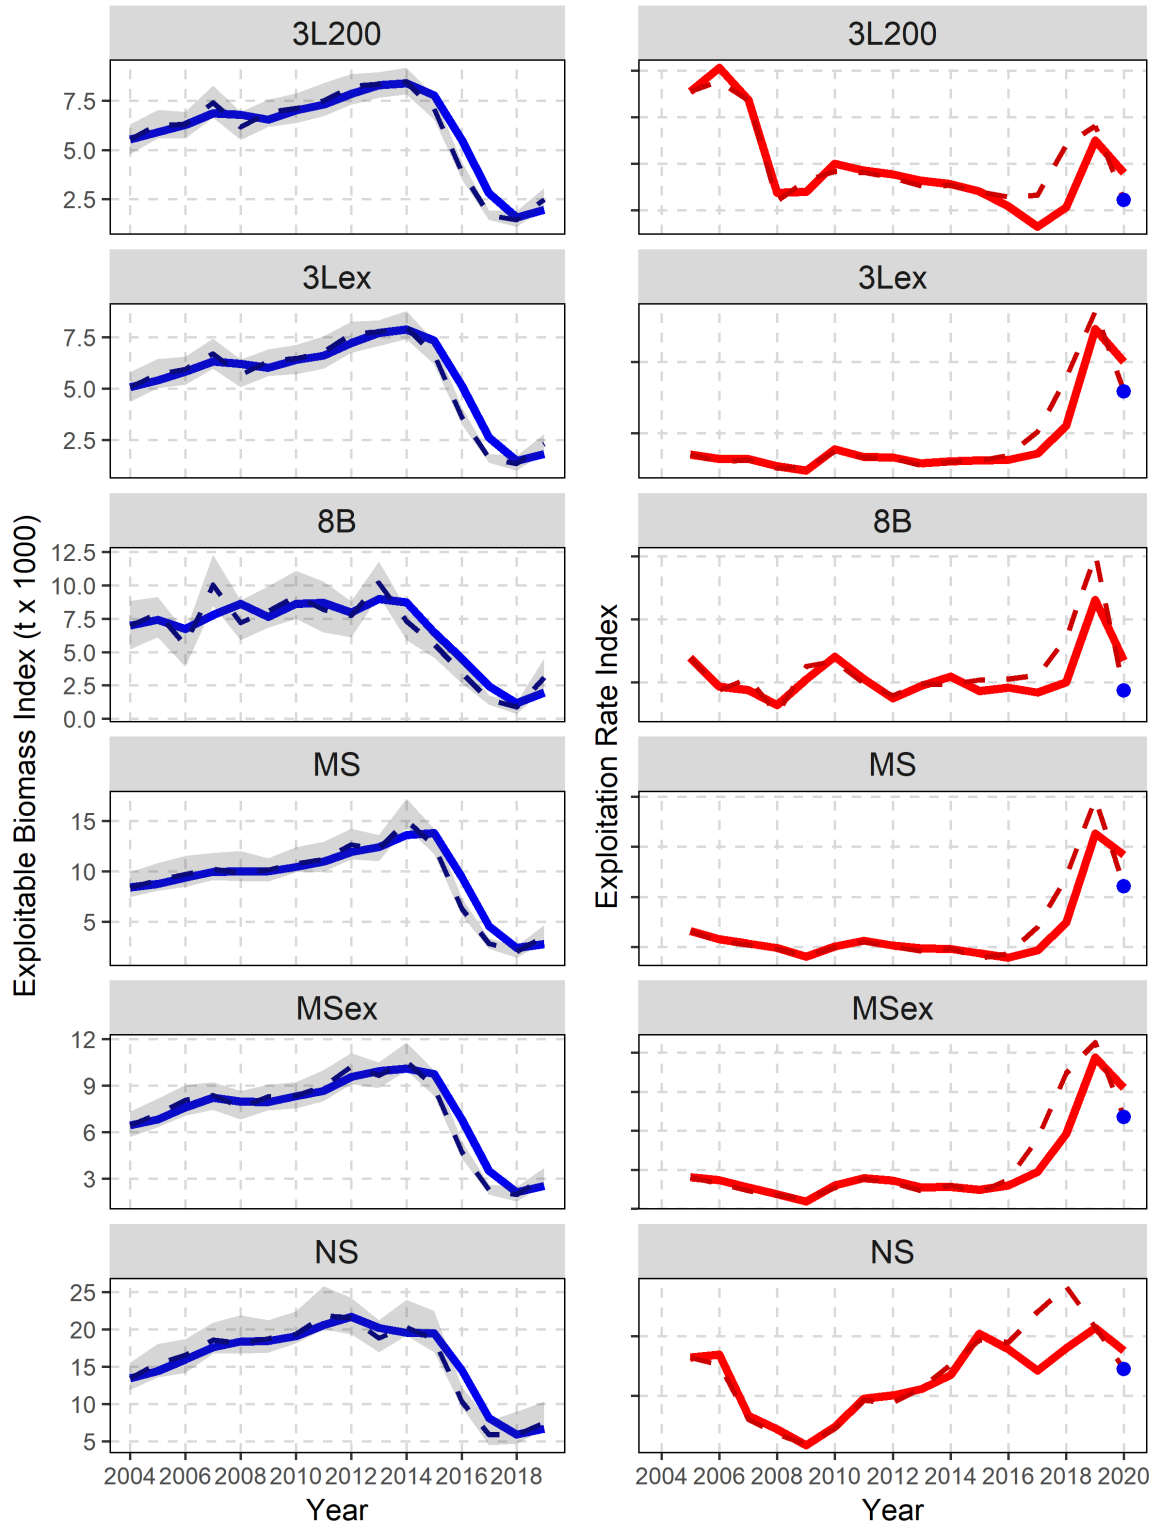 3L200
7.5
5.0
2.5
3Lex
7.5
5.0
2.5
8B
12.5
10.0
7.5
5.0
2.5
0.0
MS
15
10
5
MSex
12
9
6
3
NS
25
20
15
10
5
2004 2006 2008 2010 2012 2014 2016 2018
Year
Exploitable Biomass Index (t x 1000)
3L200
3Lex
8B
MS
MSex
NS
2004 2006 2008 2010 2012 2014 2016 2018 2020
Year
Exploitation Rate Index